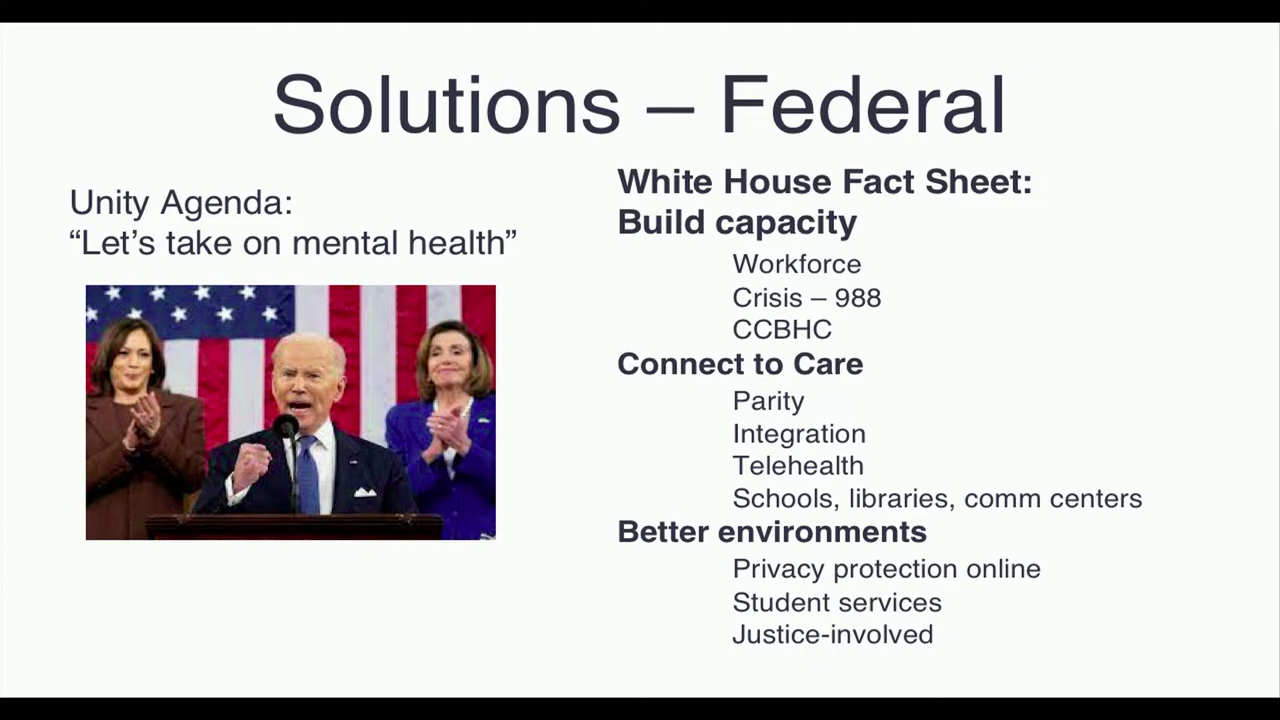 Solutions – Federal
Unity Agenda:
“Let’s take on mental health”
White House Fact Sheet:
Build capacity
Workforce
Crisis – 988
CCBHC
Connect to Care
Parity
Integration
Telehealth
Schools, libraries, comm centers
Better environments
Privacy protection online
Student services
Justice-involved